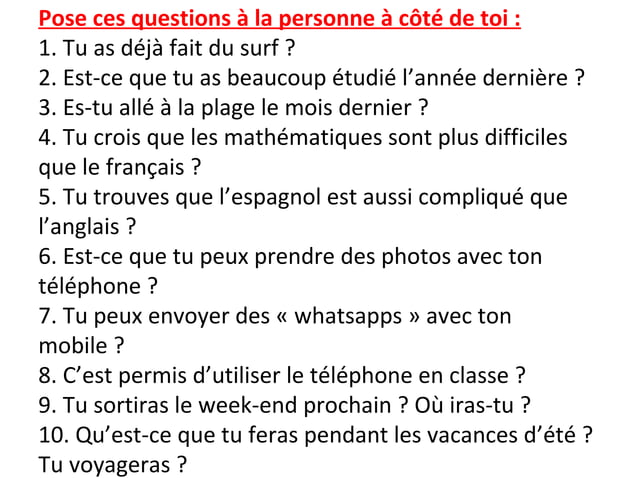 Pose ces questions à la personne à côté de toi :
1. Tu as déjà fait du surf ?
2. Est-ce que tu as beaucoup étudié l’année dernière ?
3. Es-tu allé à la plage le mois dernier ?
4. Tu crois que les mathématiques sont plus difficiles
que le français ?
5. Tu trouves que l’espagnol est aussi compliqué que
l’anglais ?
6. Est-ce que tu peux prendre des photos avec ton
téléphone ?
7. Tu peux envoyer des « whatsapps » avec ton
mobile ?
8. C’est permis d’utiliser le téléphone en classe ?
9. Tu sortiras le week-end prochain ? Où iras-tu ?
10. Qu’est-ce que tu feras pendant les vacances d’été ?
Tu voyageras ?